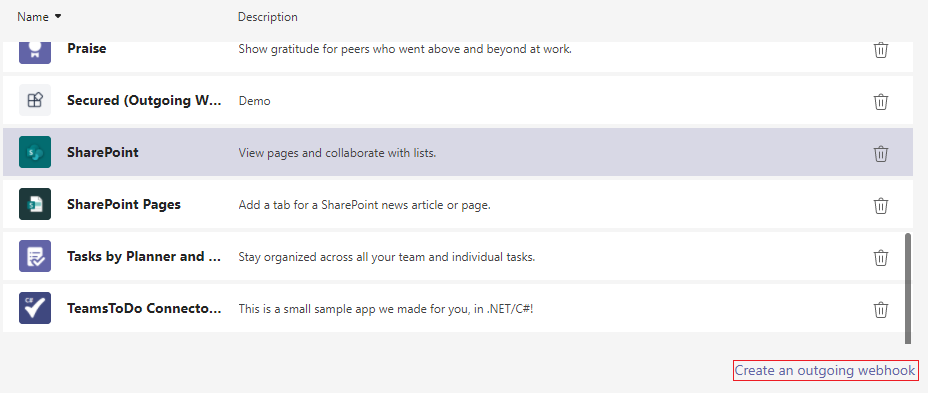 Name Description
Praise Show gratitude for peers who went above and beyond at work.
Secured (Outgoing W... Demo
SharePoint View pages and collaborate with lists.
SharePoint Pages Add a tab for a SharePoint news article or page.
Tasks by Planner and ... Stay organized across all your team and individual tasks.
C# TeamsToDo Connecto... This is a small sample app we made for you, in .NET/C#!
Create an outgoing webhook